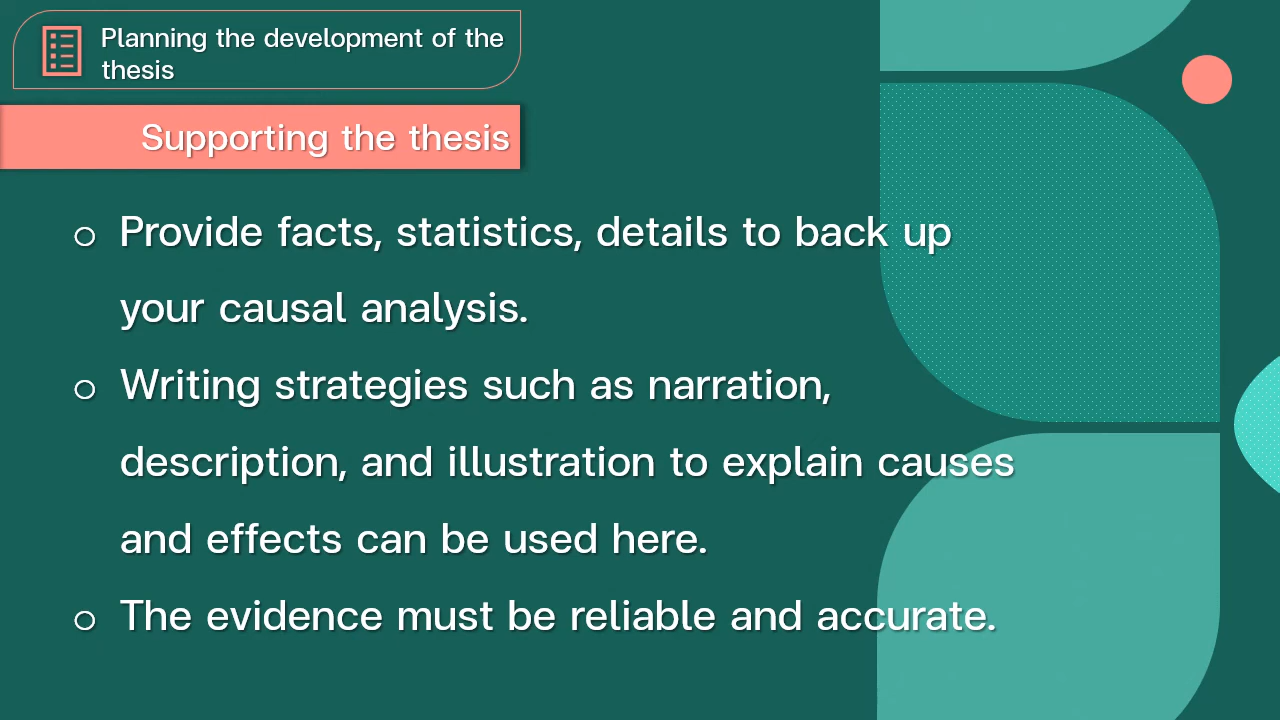 Planning the development of the
thesis
Supporting the thesis
Provide facts, statistics, details to back up
your causal analysis.
Writing strategies such as narration,
description, and illustration to explain causes
and effects can be used here.
The evidence must be reliable and accurate.